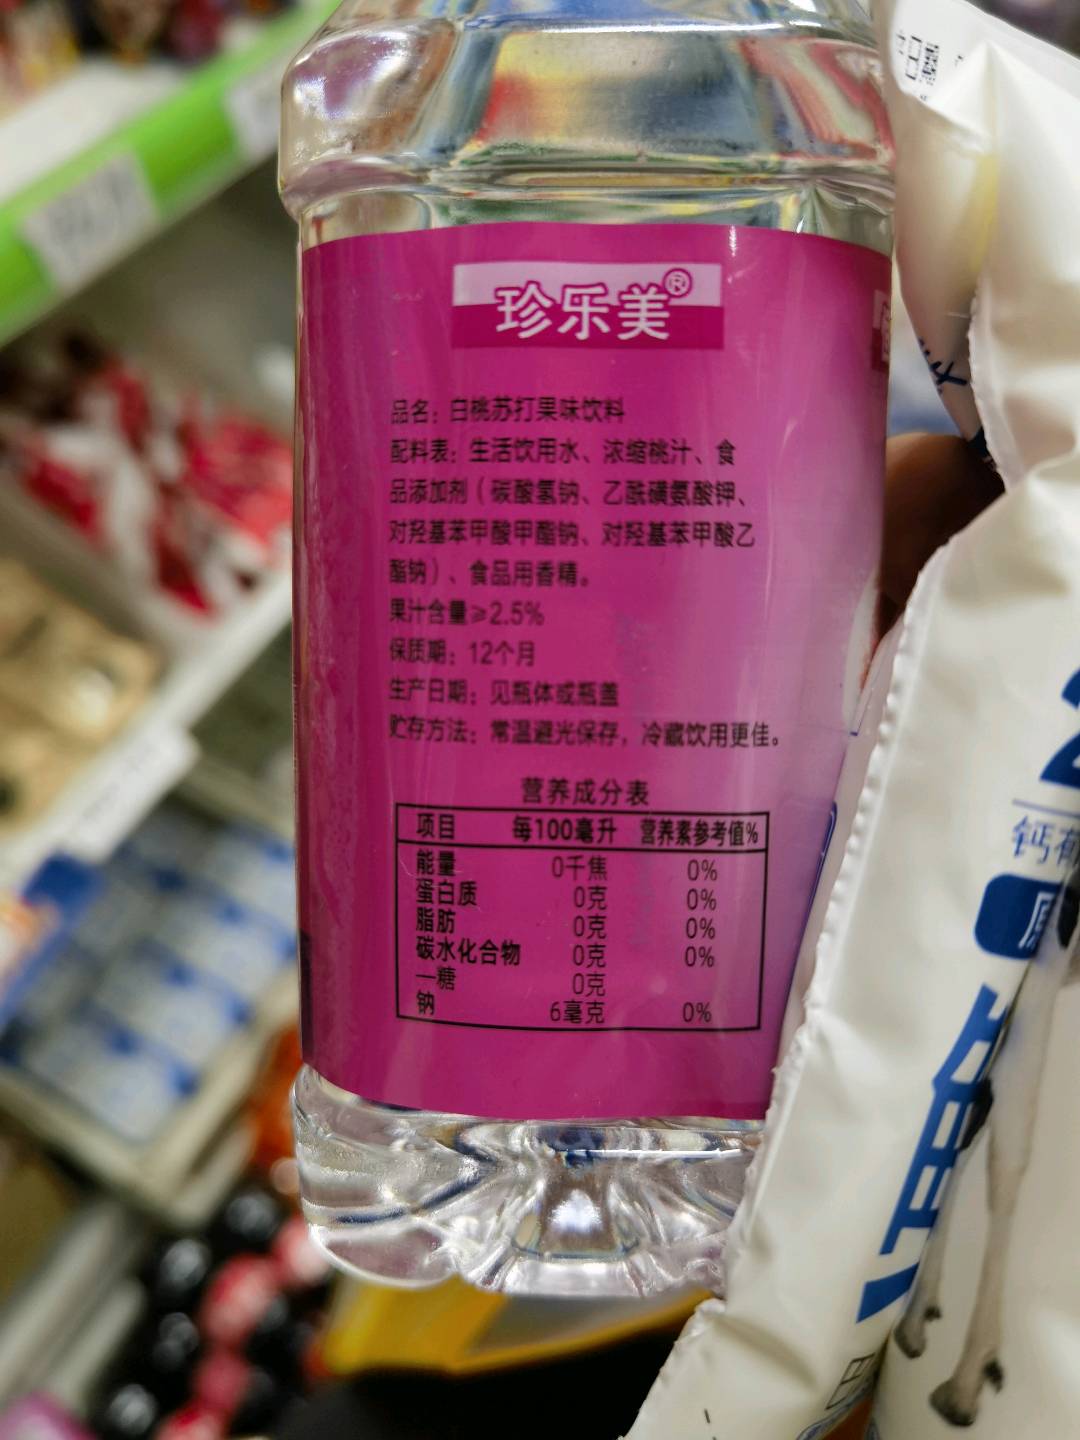 珍乐美®
品名：白桃苏打果味饮料
配料表：生活饮用水、浓缩桃汁、食
品添加剂（碳酸氢钠、乙酰磺氨酸钾、
对羟基苯甲酸甲酯钠、对羟基苯甲酸乙
酯钠）、食品用香精。
果汁含量≥2.5%
保质期：12个月
生产日期：见瓶体或瓶盖
贮存方法：常温避光保存，冷藏饮用更佳。
营养成分表
项目 每100毫升 营养素参考值%
能量 0千焦 0%
蛋白质 0克 0%
脂肪 0克 0%
碳水化合物 0克 0%
一糖 0克
钠 6毫克 0%
钙有